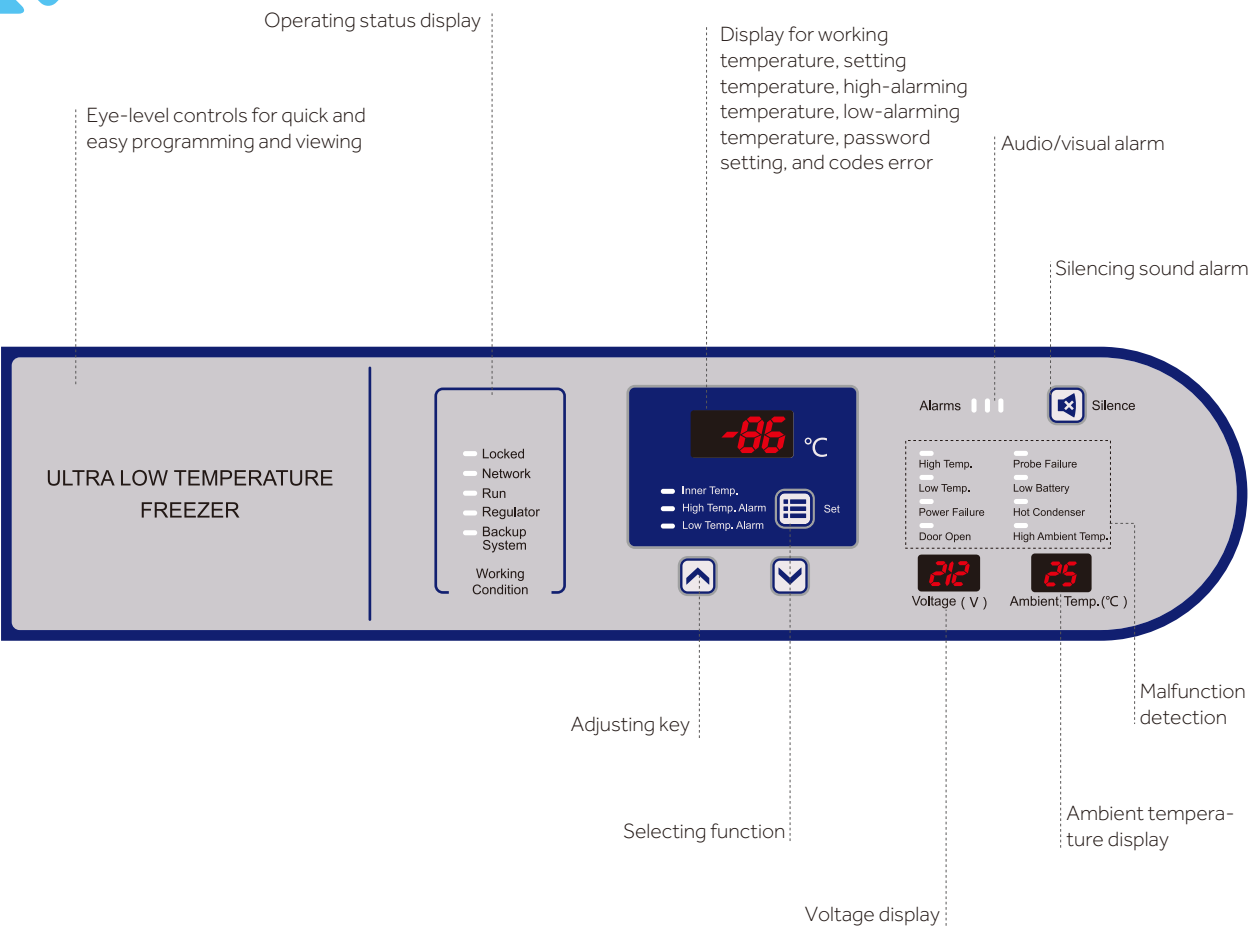 Operating status display
Display for working
temperature, setting
temperature, high-alarming
temperature, low-alarming
temperature, password
setting, and codes error
Eye-level controls for quick and
easy programming and viewing
Audio/visual alarm
Silencing sound alarm
ULTRA LOW TEMPERATURE
FREEZER
Locked
Network
Run
Regulator
Backup
System
Working
Condition
-86 °C
Inner Temp.
High Temp. Alarm
Low Temp. Alarm
Set
Alarms
Silence
High Temp.
Probe Failure
Low Temp.
Low Battery
Power Failure
Hot Condenser
Door Open
High Ambient Temp.
212
25
Voltage ( V )
Ambient Temp.(°C )
Malfunction
detection
Adjusting key
Ambient tempera-
ture display
Selecting function
Voltage display